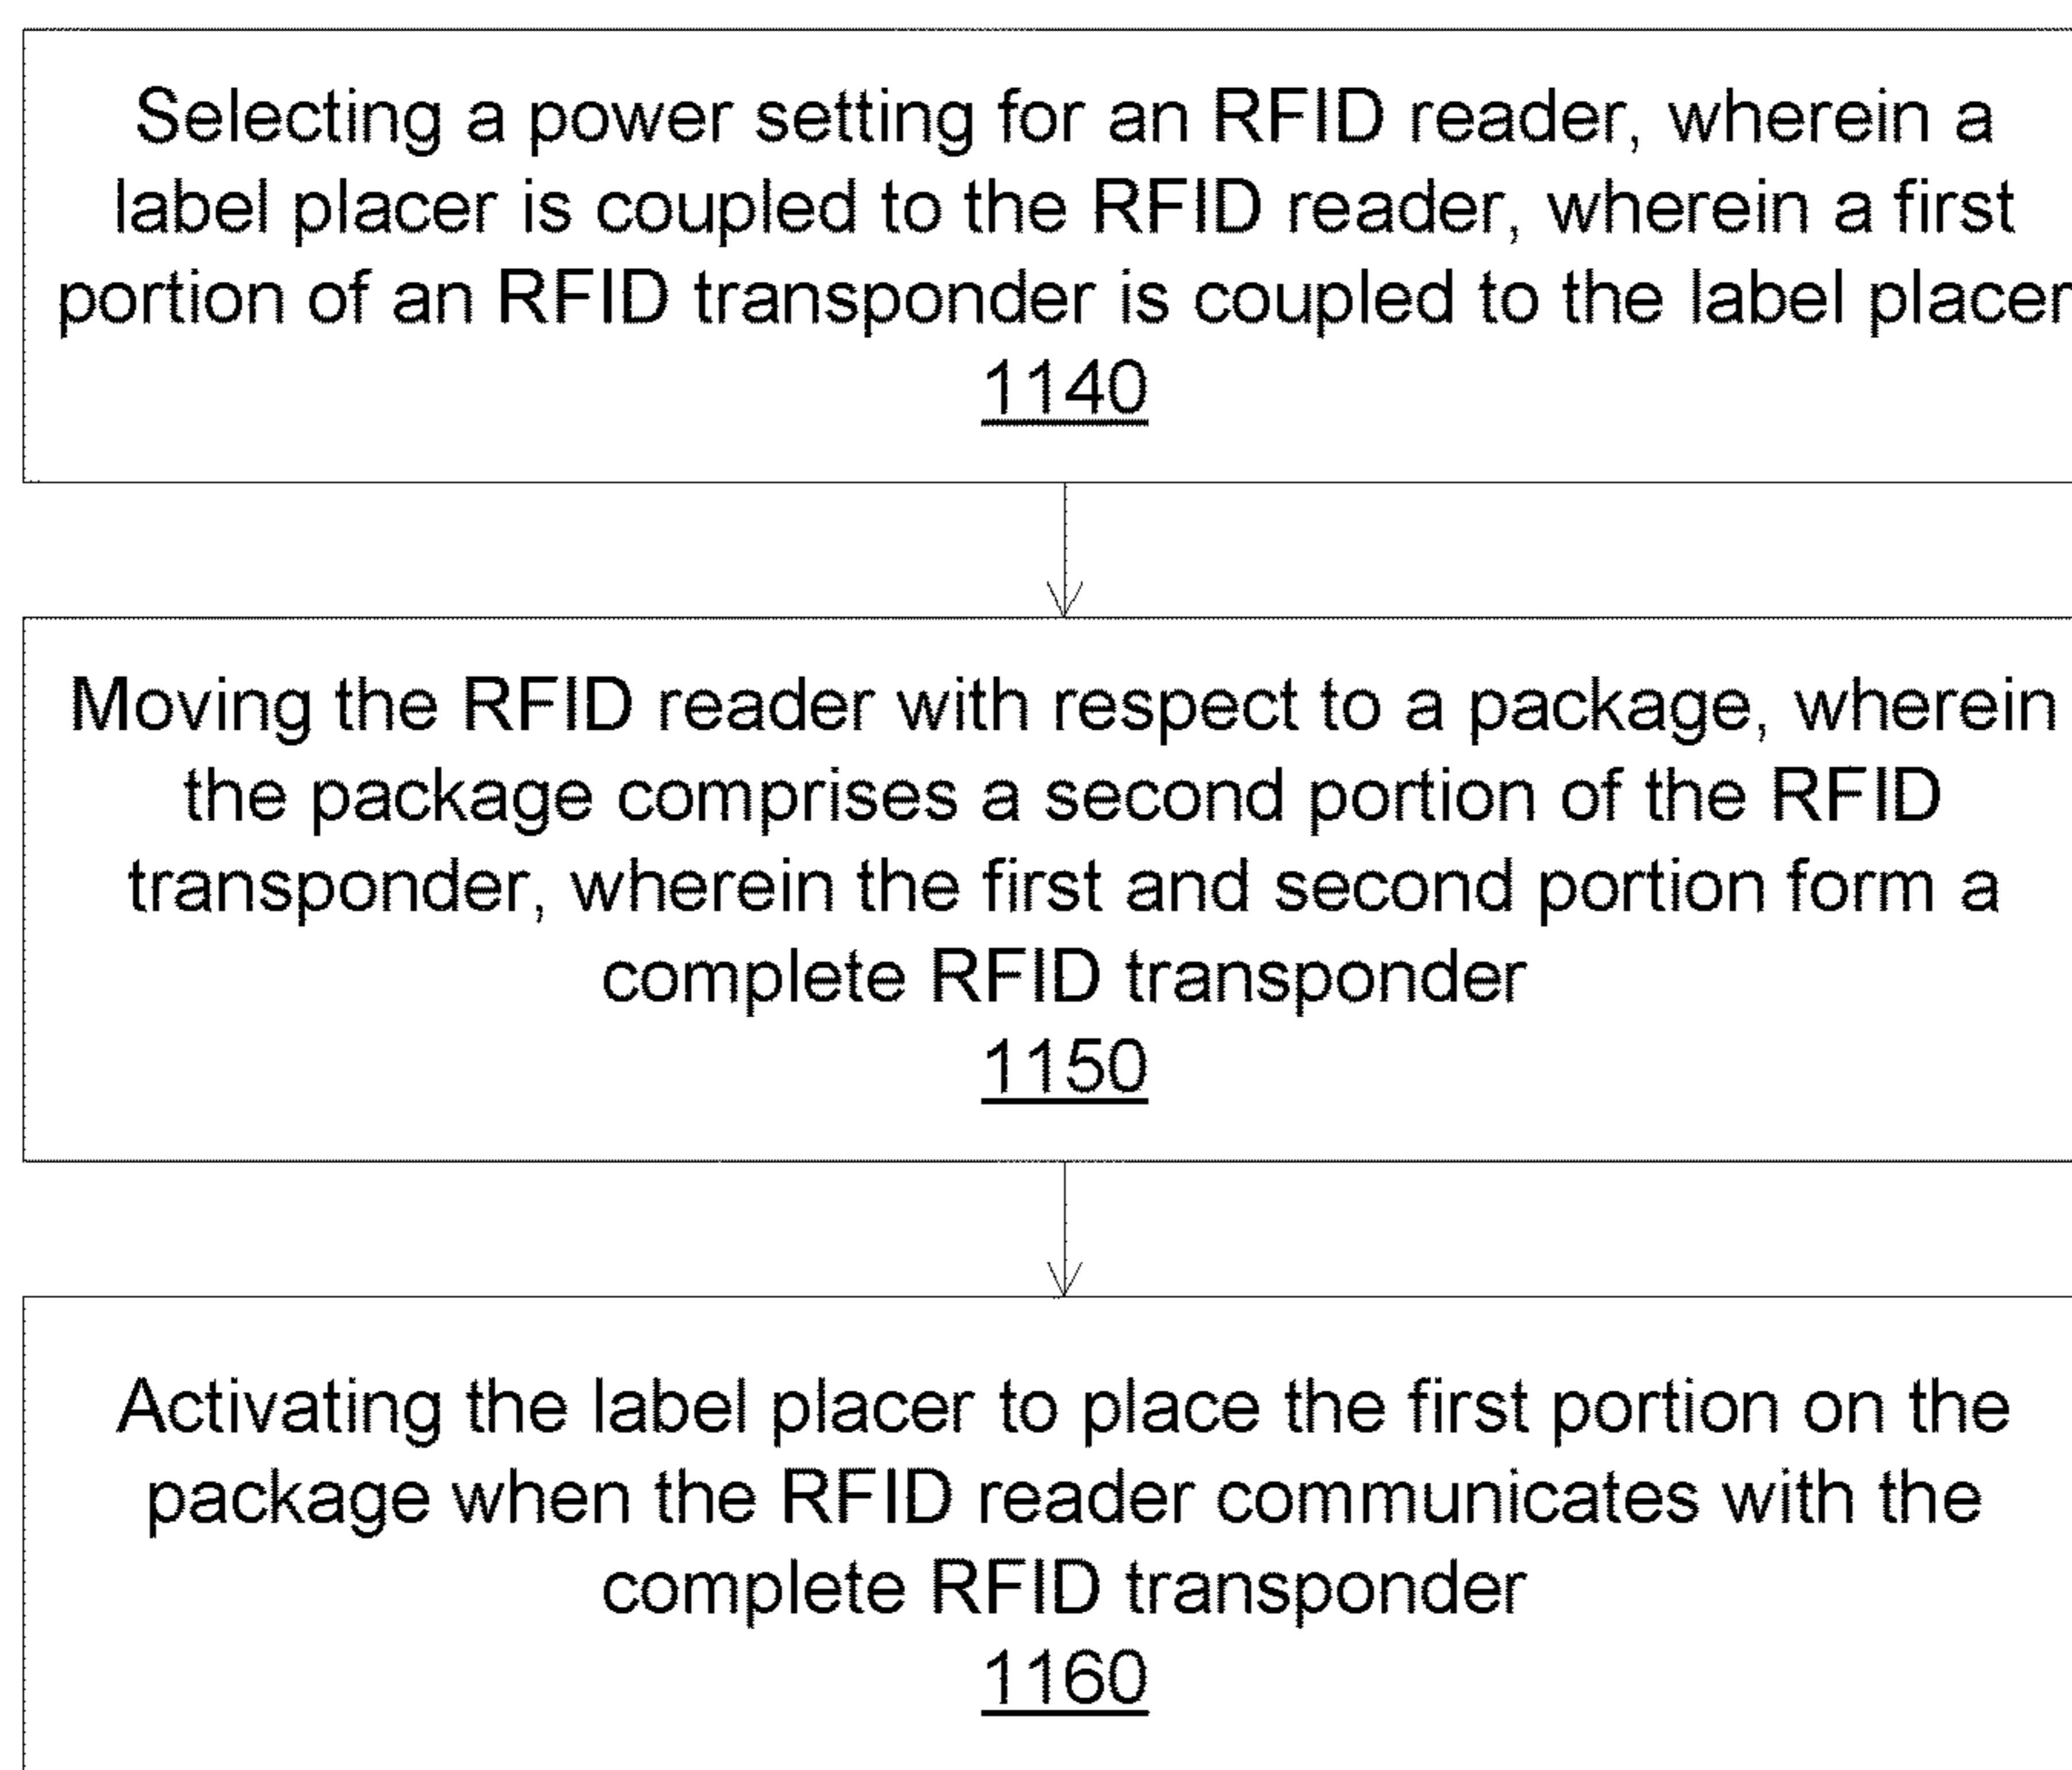 Selecting a power setting for an RFID reader, wherein a
label placer is coupled to the RFID reader, wherein a first
portion of an RFID transponder is coupled to the label placer
1140
Moving the RFID reader with respect to a package, wherein
the package comprises a second portion of the RFID
transponder, wherein the first and second portion form a
complete RFID transponder
1150
Activating the label placer to place the first portion on the
package when the RFID reader communicates with the
complete RFID transponder
1160